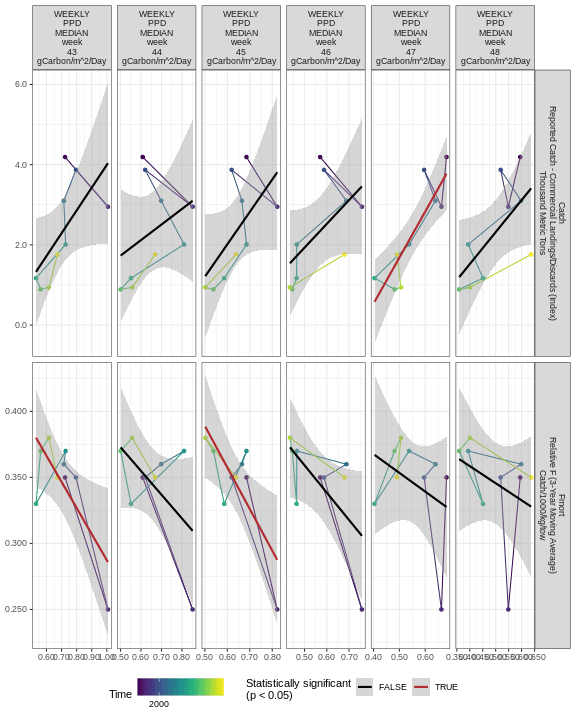 WEEKLY
PPD
MEDIAN
week
43
gCarbon/m^2/Day
WEEKLY
PPD
MEDIAN
week
44
gCarbon/m^2/Day
WEEKLY
PPD
MEDIAN
week
45
gCarbon/m^2/Day
WEEKLY
PPD
MEDIAN
week
46
gCarbon/m^2/Day
WEEKLY
PPD
MEDIAN
week
47
gCarbon/m^2/Day
WEEKLY
PPD
MEDIAN
week
48
gCarbon/m^2/Day
6.0
4.0
2.0
0.0
Catch
Reported Catch - Commercial Landings/Discards (Index)
Thousand Metric Tons
0.400
0.350
0.300
0.250
Fmort
Relative F (3-Year Moving Average)
Catch/1000/kg/tow
0.60 0.70 0.80 0.90 1.00
0.50 0.60 0.70 0.80
0.50 0.60 0.70 0.80
0.50 0.60 0.70
0.40 0.50 0.60
0.35 0.40 0.45 0.50 0.55 0.60 0.650
Time
2000
Statistically significant
(p < 0.05)
FALSE
TRUE